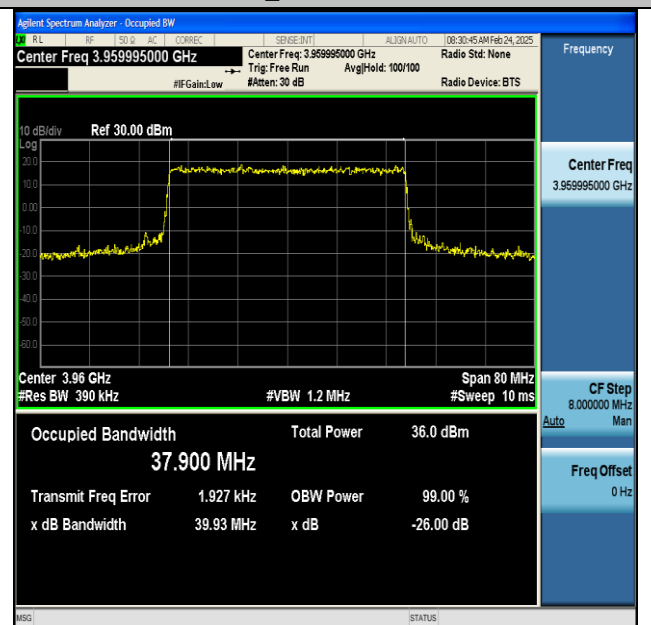 Agilent Spectrum Analyzer - Occupied BW
LXI RL RF 50 Ω AC CORREC SENSE:INT ALIGN AUTO 08:30:45 AM Feb 24, 2025
Center Freq 3.959995000 GHz Center Freq: 3.959995000 GHz Radio Std: None
Trig: Free Run Avg|Hold: 100/100
#IFGain:Low #Atten: 30 dB Radio Device: BTS
10 dB/div Ref 30.00 dBm
Log
20.0
10.0
0.00
-10.0
-20.0
-30.0
-40.0
-50.0
-60.0
Center 3.96 GHz Span 80 MHz
#Res BW 390 kHz #VBW 1.2 MHz #Sweep 10 ms
Occupied Bandwidth Total Power 36.0 dBm
37.900 MHz
Transmit Freq Error 1.927 kHz OBW Power 99.00 %
x dB Bandwidth 39.93 MHz x dB -26.00 dB
MSG STATUS
Frequency
Center Freq
3.959995000 GHz
CF Step
8.000000 MHz
Auto Man
Freq Offset
0 Hz